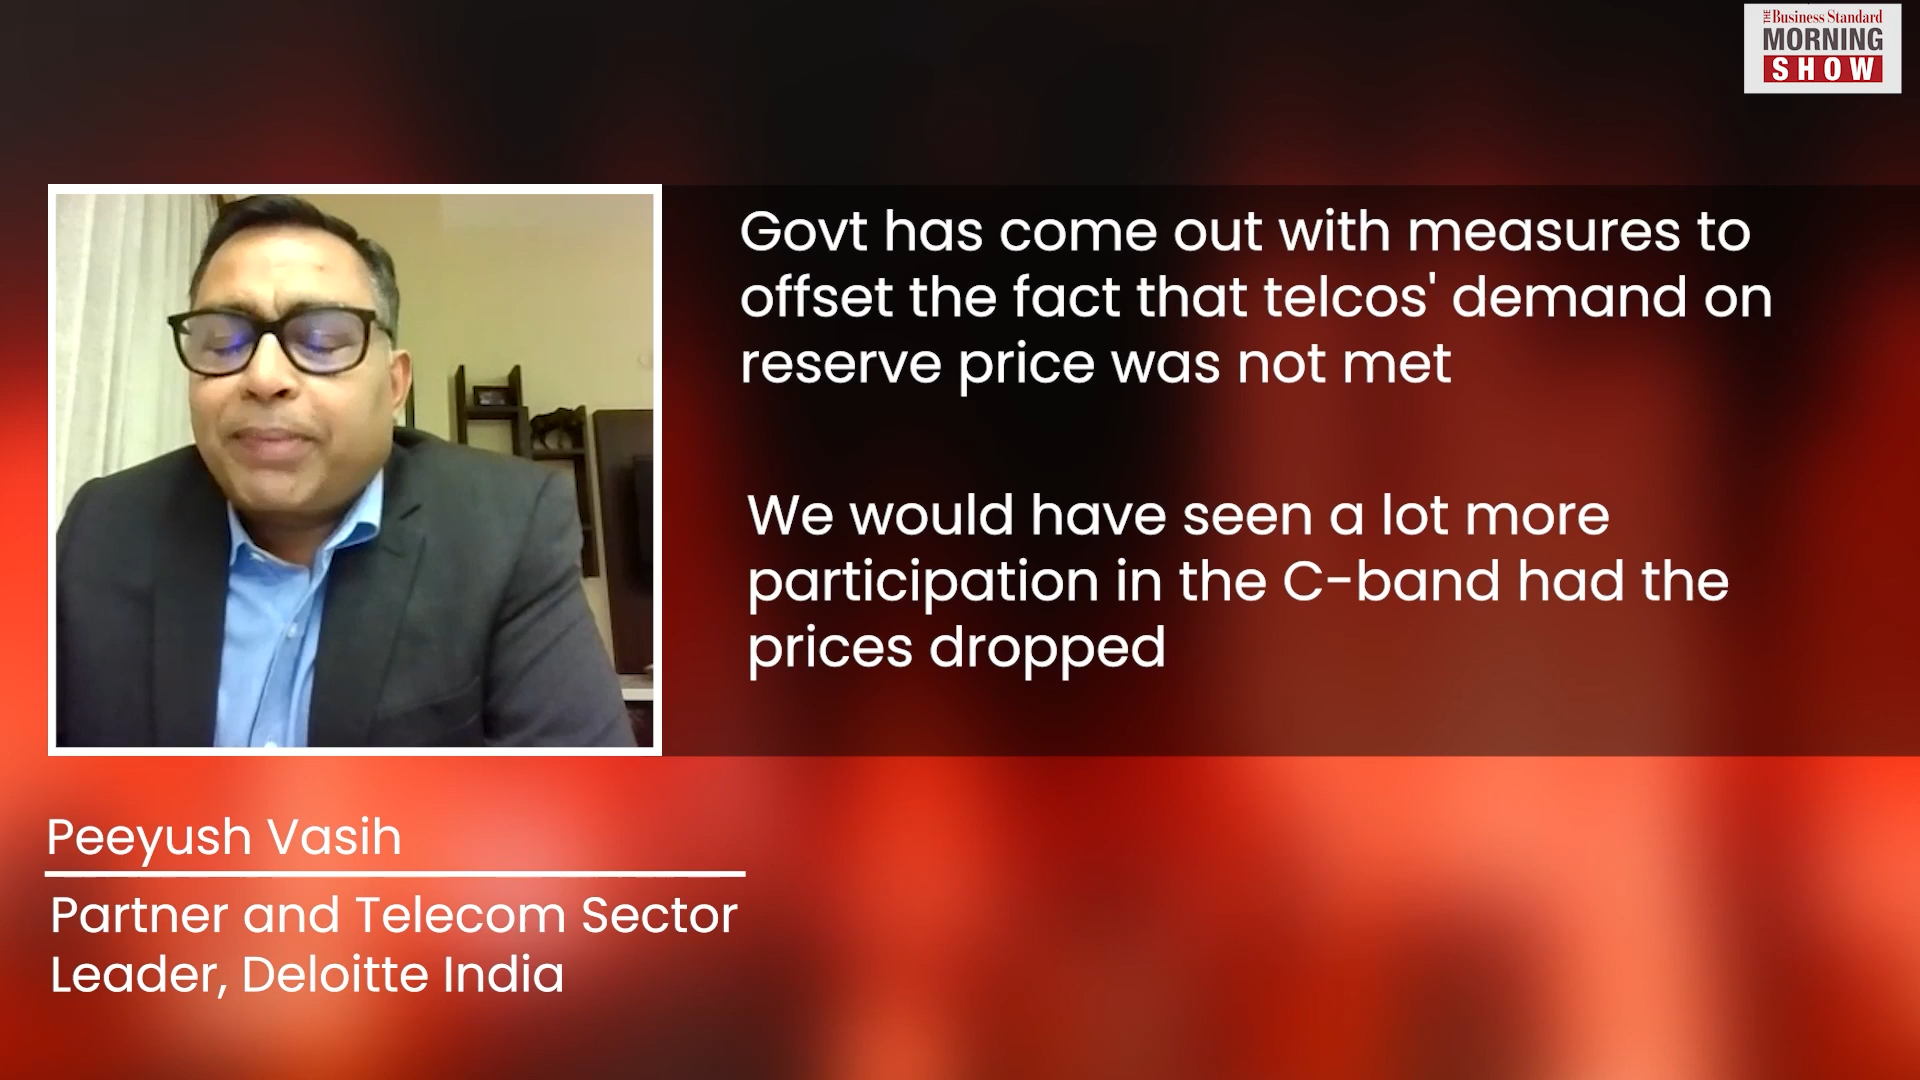 THE Business Standard
MORNING
SHOW
Govt has come out with measures to
offset the fact that telcos' demand on
reserve price was not met
We would have seen a lot more
participation in the C-band had the
prices dropped
Peeyush Vasih
Partner and Telecom Sector
Leader, Deloitte India